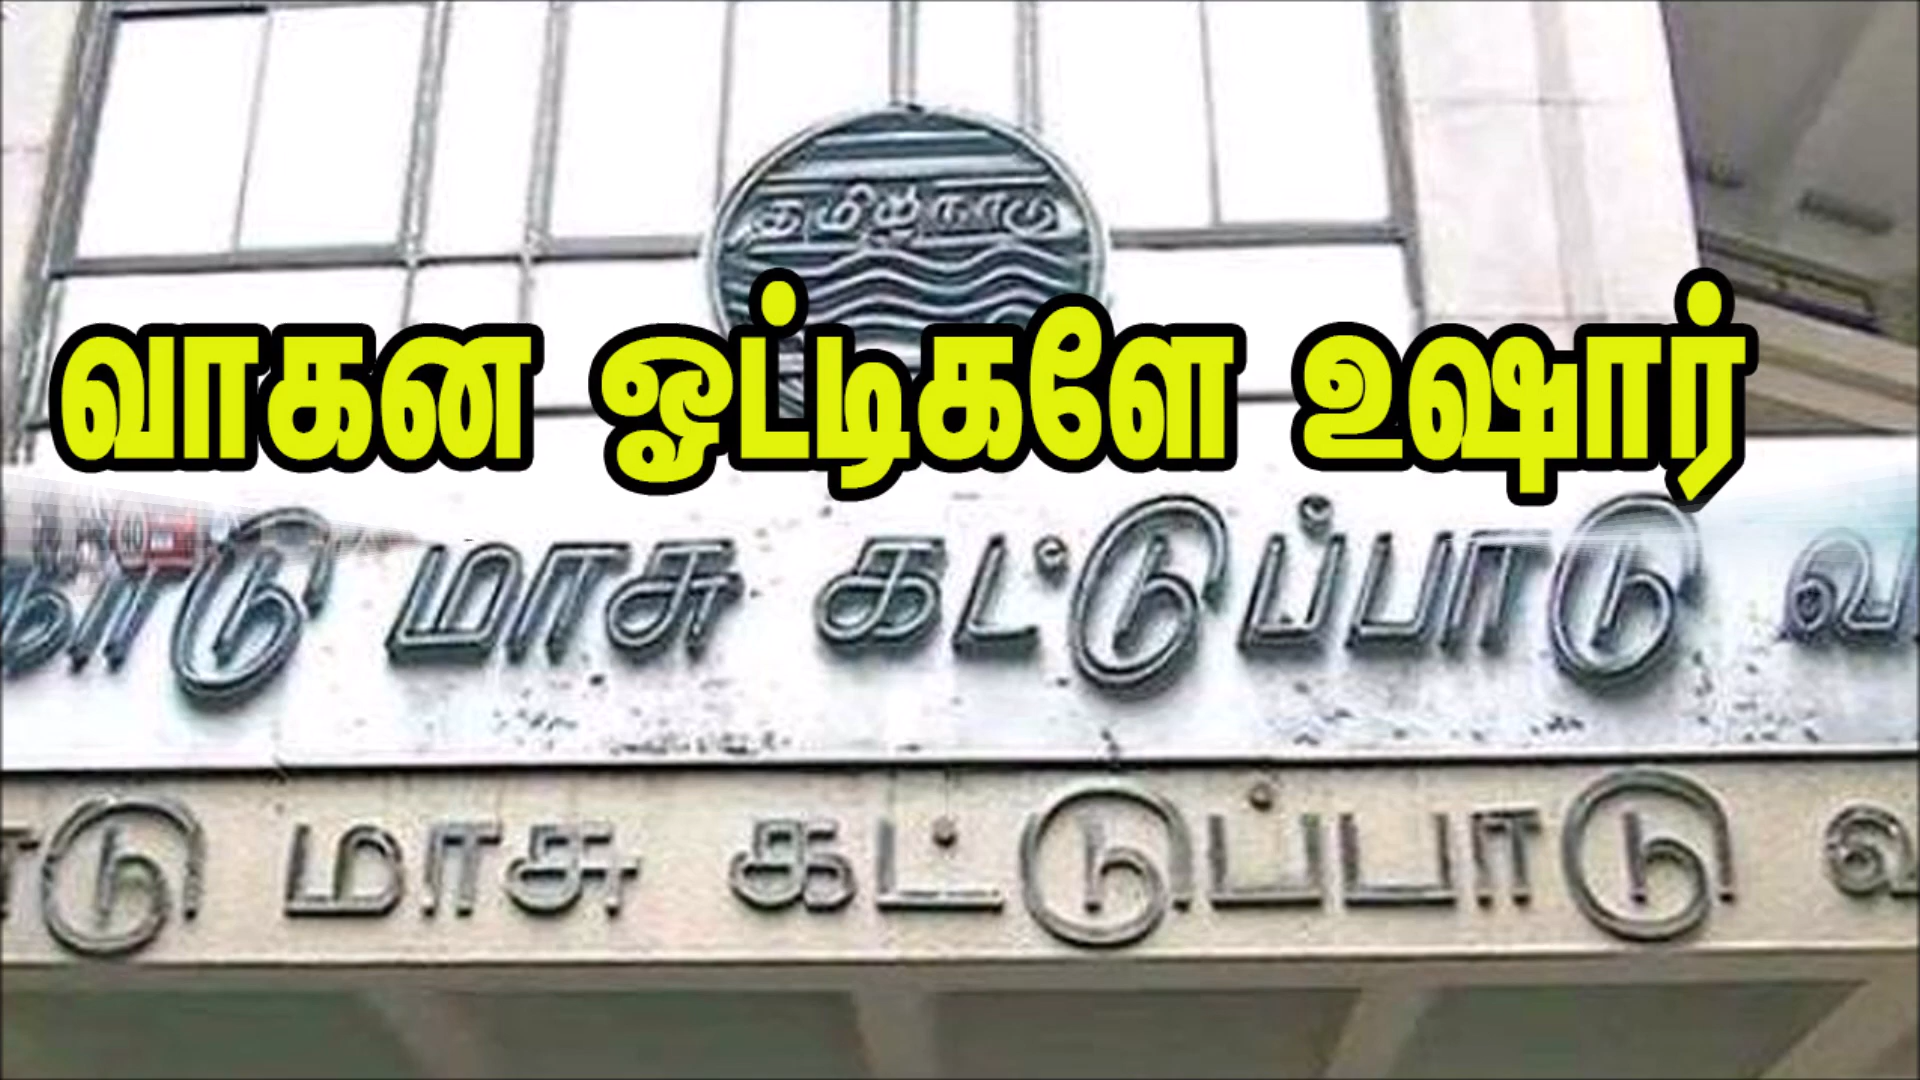 தமிழ்நாடு
வாகன ஓட்டிகளே உஷார்
நாடு மாசு கட்டுப்பாடு வ
டு மாசு கட்டுப்பாடு வ